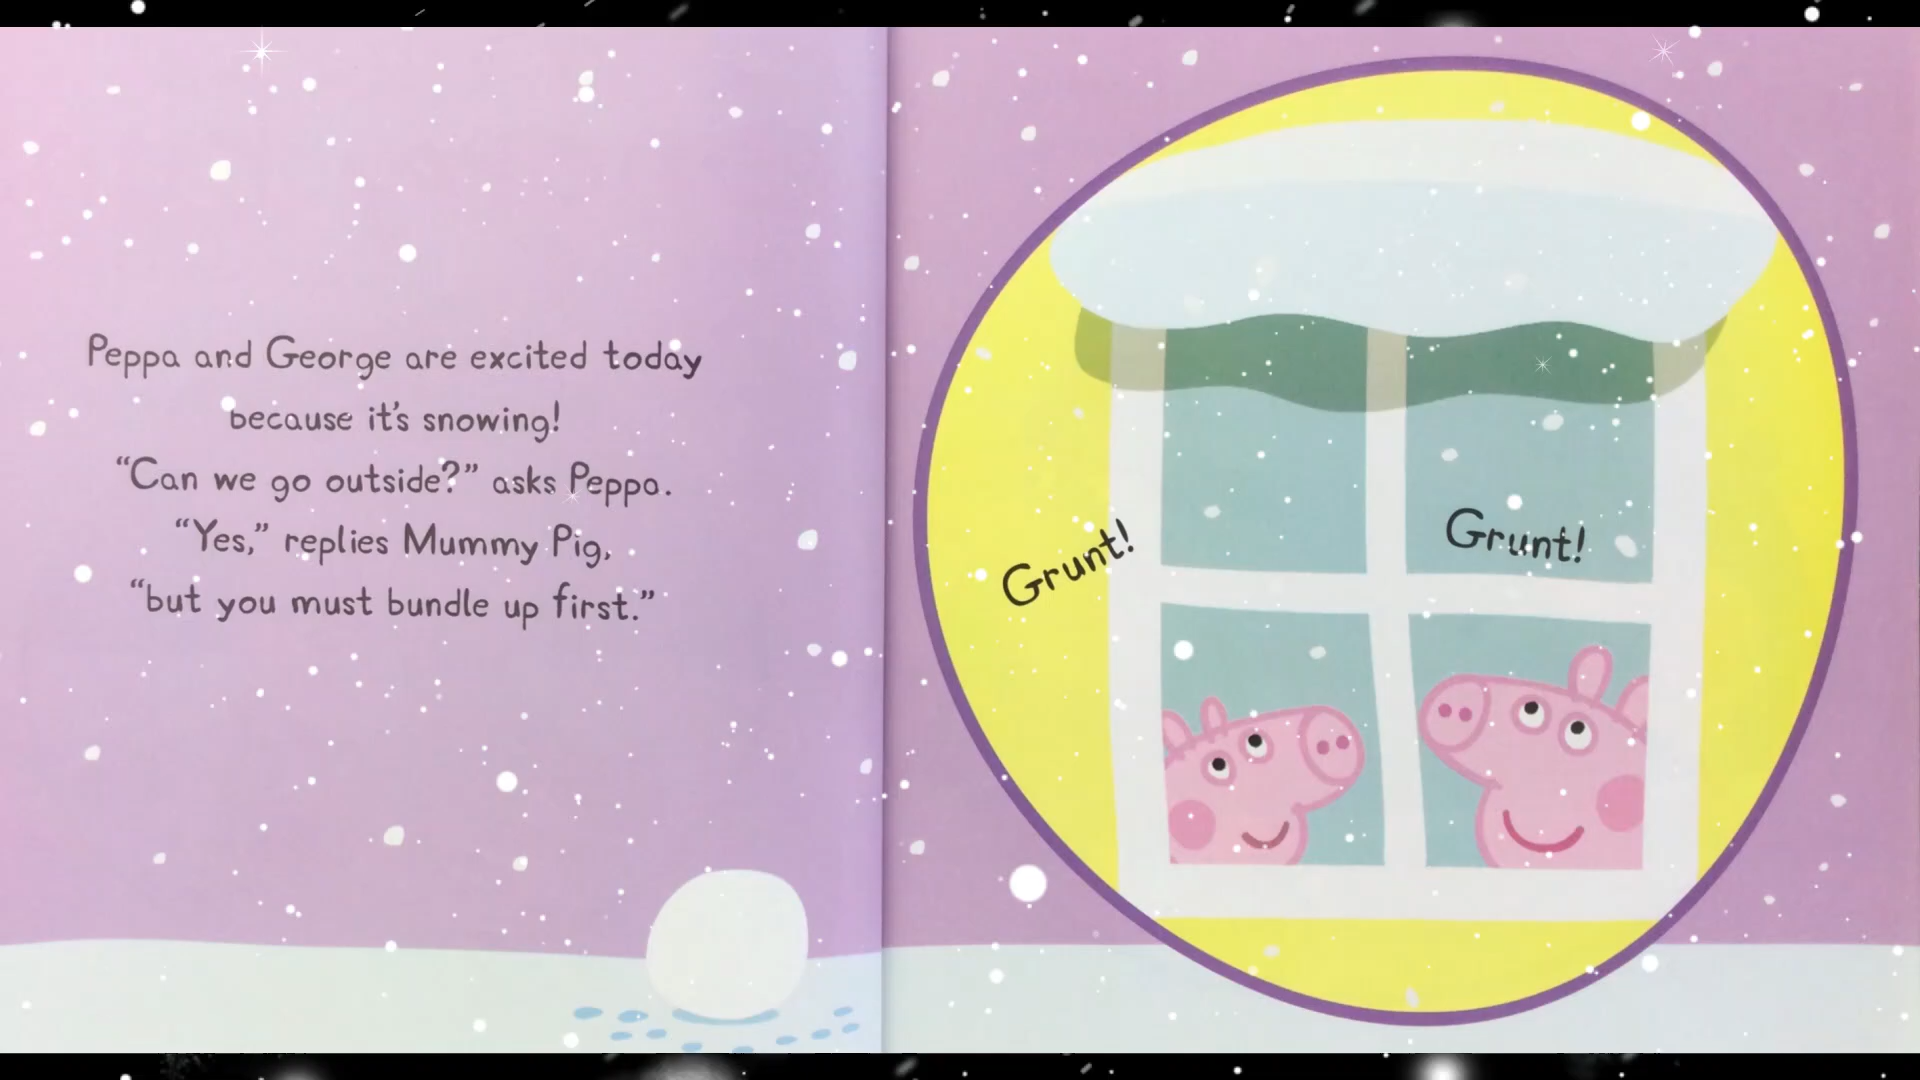 Peppa and George are excited today
because it's snowing!
“Can we go outside?” asks Peppa.
“Yes,” replies Mummy Pig,
“but you must bundle up first.”
Grunt!
Grunt!